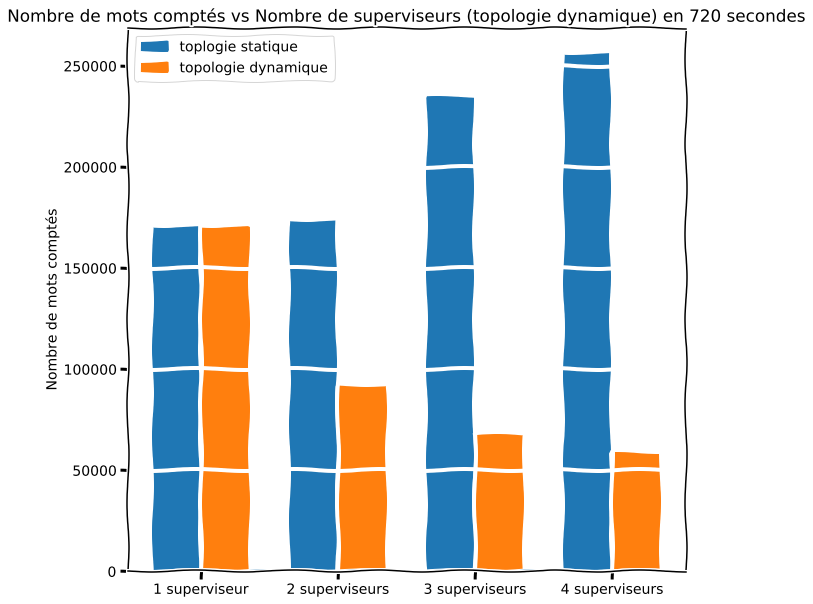 Nombre de mots comptés vs Nombre de superviseurs (topologie dynamique) en 720 secondes
toplogie statique
topologie dynamique
250000
200000
150000
100000
50000
0
Nombre de mots comptés
1 superviseur
2 superviseurs
3 superviseurs
4 superviseurs